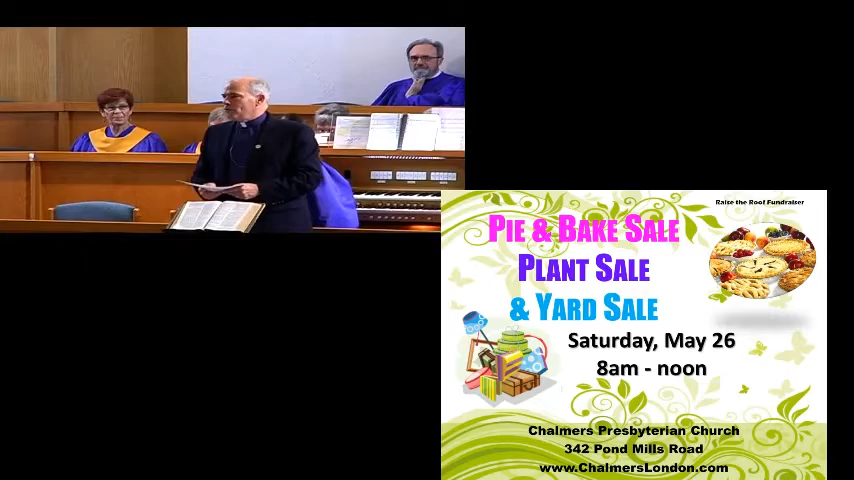 Raise the Roof Fundraiser
PIE & BAKE SALE
PLANT SALE
& YARD SALE
Saturday, May 26
8am - noon
Chalmers Presbyterian Church
342 Pond Mills Road
www.ChalmersLondon.com